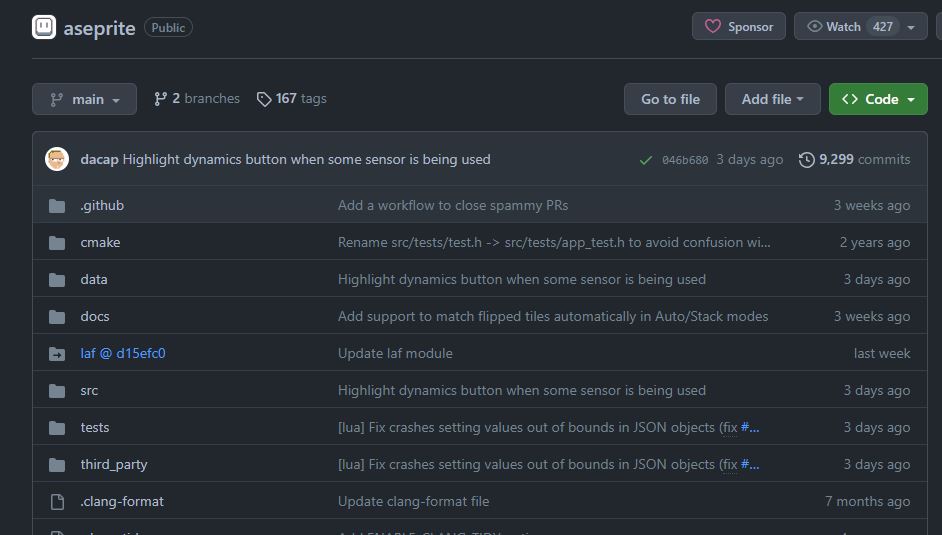 aseprite Public Sponsor Watch 427
main 2 branches 167 tags Go to file Add file Code
dacap Highlight dynamics button when some sensor is being used 046b680 3 days ago 9,299 commits
.github Add a workflow to close spammy PRs 3 weeks ago
cmake Rename src/tests/test.h -> src/tests/app_test.h to avoid confusion wi... 2 years ago
data Highlight dynamics button when some sensor is being used 3 days ago
docs Add support to match flipped tiles automatically in Auto/Stack modes 3 weeks ago
laf @ d15efc0 Update laf module last week
src Highlight dynamics button when some sensor is being used 3 days ago
tests [lua] Fix crashes setting values out of bounds in JSON objects (fix #... 3 days ago
third_party [lua] Fix crashes setting values out of bounds in JSON objects (fix #... 3 days ago
.clang-format Update clang-format file 7 months ago